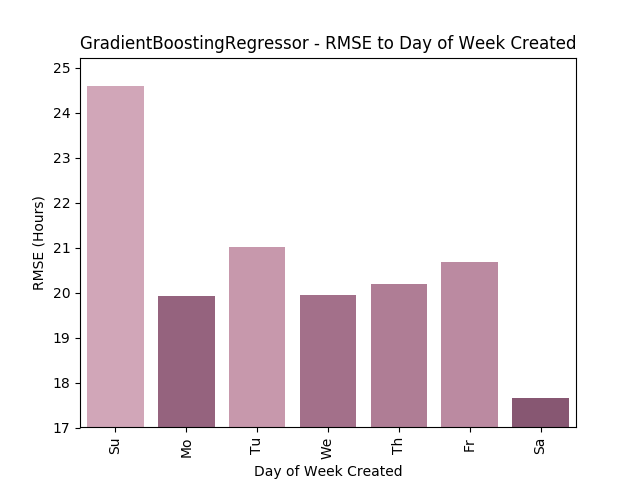 GradientBoostingRegressor - RMSE to Day of Week Created
RMSE (Hours)
25
24
23
22
21
20
19
18
17
Su
Mo
Tu
We
Th
Fr
Sa
Day of Week Created